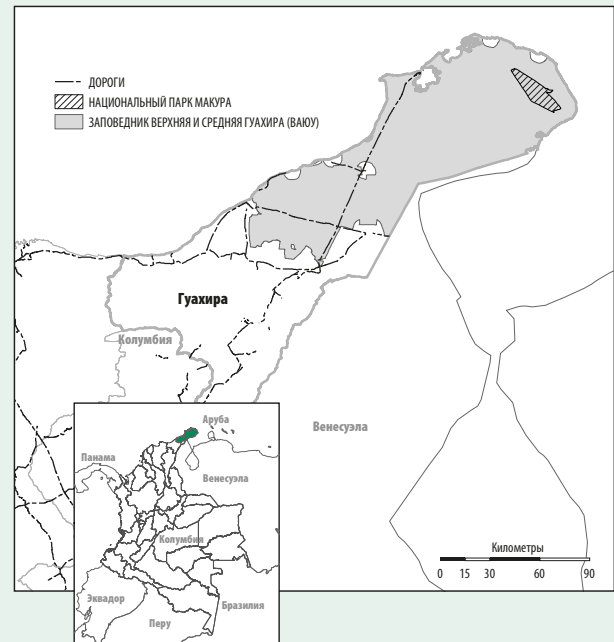 ДОРОГИ
НАЦИОНАЛЬНЫЙ ПАРК МАКУРА
ЗАПОВЕДНИК ВЕРХНЯЯ И СРЕДНЯЯ ГУАХИРА (ВАЮУ)
Гуахира
Колумбия
Венесуэла
Аруба
Панама
Венесуэла
Колумбия
Эквадор
Перу
Бразилия
Километры
0 15 30 60 90